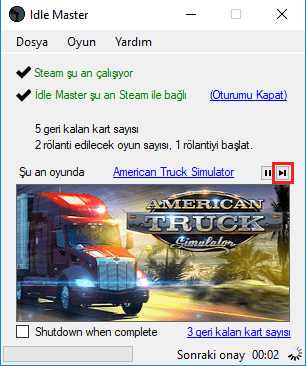 Idle Master
Dosya Oyun Yardım
Steam şu an çalışıyor
İdle Master şu an Steam ile bağlı (Oturumu Kapat)
5 geri kalan kart sayısı
2 rölanti edilecek oyun sayısı, 1 rölantiyi başlat.
Şu an oyunda American Truck Simulator
AMERICAN
TRUCK
Simulator
Shutdown when complete 3 geri kalan kart sayısı
Sonraki onay 00:02